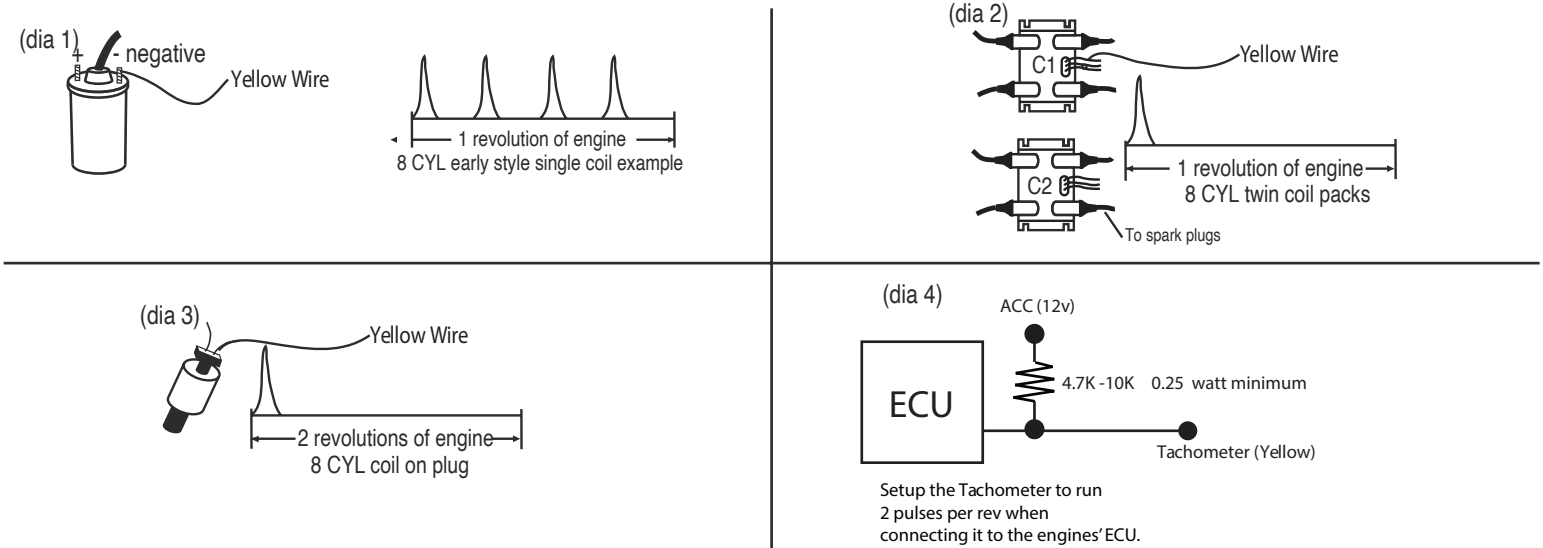 (dia 1)
+
- negative
Yellow Wire
1 revolution of engine
8 CYL early style single coil example
(dia 2)
C1
Yellow Wire
C2
1 revolution of engine
8 CYL twin coil packs
To spark plugs
(dia 3)
Yellow Wire
2 revolutions of engine
8 CYL coil on plug
(dia 4)
ACC (12v)
4.7K -10K 0.25 watt minimum
ECU
Tachometer (Yellow)
Setup the Tachometer to run
2 pulses per rev when
connecting it to the engines' ECU.